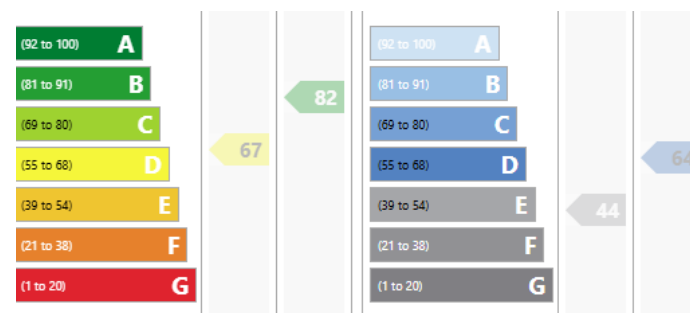 (92 to 100) A
(81 to 91) B
(69 to 80) C
(55 to 68) D
(39 to 54) E
(21 to 38) F
(1 to 20) G
67
82
(92 to 100) A
(81 to 91) B
(69 to 80) C
(55 to 68) D
(39 to 54) E
(21 to 38) F
(1 to 20) G
44
64